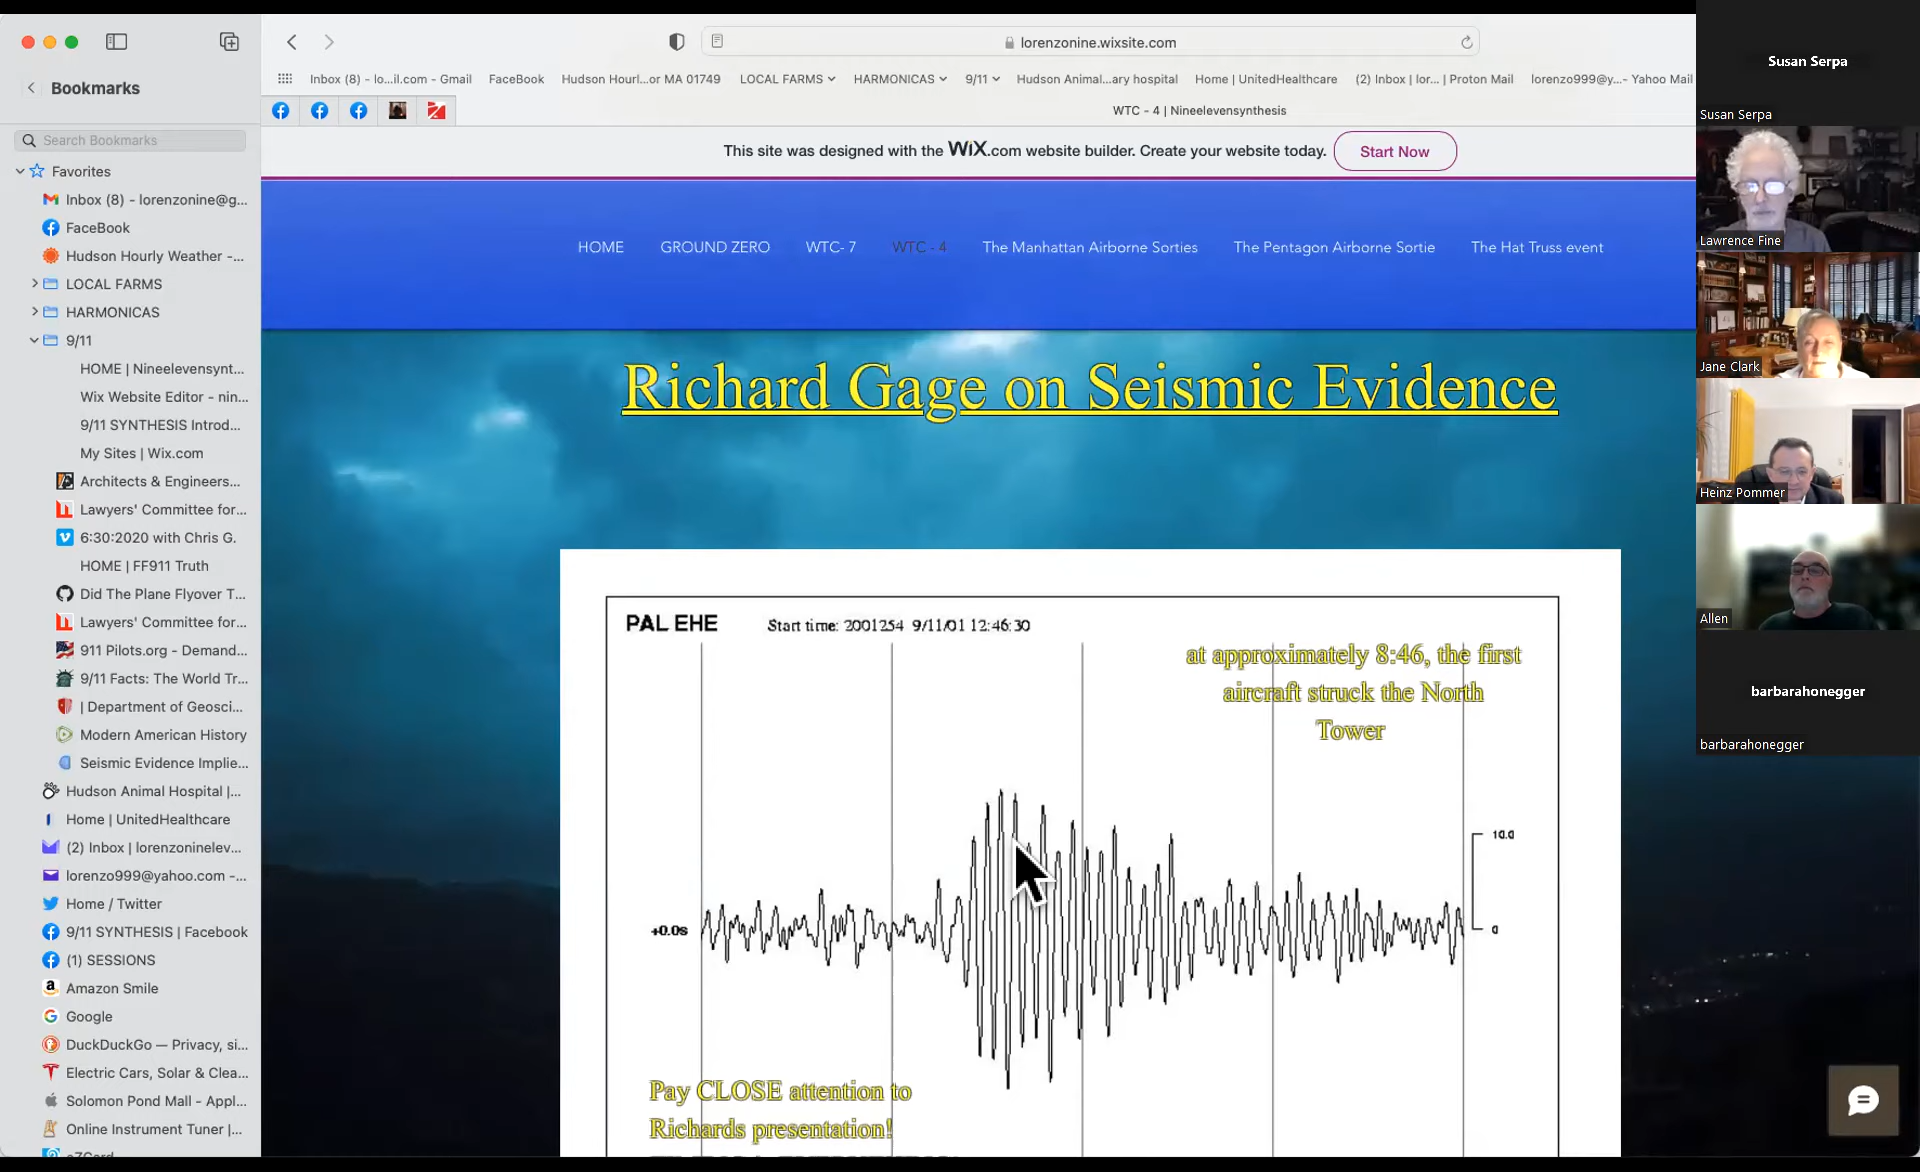 lorenzonine.wixsite.com
Bookmarks
Inbox (8) - lo...il.com - Gmail
FaceBook
Hudson Hourl...or MA 01749
LOCAL FARMS
HARMONICAS
9/11
Hudson Animal...ary hospital
Home | UnitedHealthcare
(2) Inbox | lor... | Proton Mail
lorenzo999@y...- Yahoo Mail
WTC - 4 | Nineelevensynthesis
Search Bookmarks
Favorites
Inbox (8) - lorenzonine@g...
FaceBook
Hudson Hourly Weather -...
LOCAL FARMS
HARMONICAS
9/11
HOME | Nineelevensynt...
Wix Website Editor - nin...
9/11 SYNTHESIS Introd...
My Sites | Wix.com
Architects & Engineers...
Lawyers' Committee for...
6:30:2020 with Chris G.
HOME | FF911 Truth
Did The Plane Flyover T...
Lawyers' Committee for...
911 Pilots.org - Demand...
9/11 Facts: The World Tr...
| Department of Geosci...
Modern American History
Seismic Evidence Implie...
Hudson Animal Hospital |...
Home | UnitedHealthcare
(2) Inbox | lorenzoninelev...
lorenzo999@yahoo.com -...
Home / Twitter
9/11 SYNTHESIS | Facebook
(1) SESSIONS
Amazon Smile
Google
DuckDuckGo — Privacy, si...
Electric Cars, Solar & Clea...
Solomon Pond Mall - Appl...
Online Instrument Tuner |...
This site was designed with the WiX.com website builder. Create your website today.
Start Now
HOME
GROUND ZERO
WTC- 7
WTC - 4
The Manhattan Airborne Sorties
The Pentagon Airborne Sortie
The Hat Truss event
Richard Gage on Seismic Evidence
PAL EHE
Start time: 2001254 9/11/01 12:46:30
at approximately 8:46, the first
aircraft struck the North
Tower
10.0
+0.0s
0
Pay CLOSE attention to
Richards presentation!
Susan Serpa
Susan Serpa
Lawrence Fine
Jane Clark
Heinz Pommer
Allen
barbarahonegger
barbarahonegger